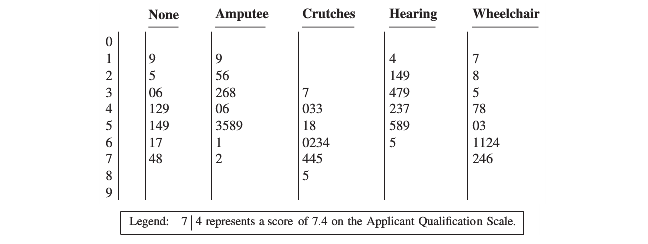 None Amputee Crutches Hearing Wheelchair
0
1 9 9 4 7
2 5 56 149 8
3 06 268 7 479 5
4 129 06 033 237 78
5 149 3589 18 589 03
6 17 1 0234 5 1124
7 48 2 445 246
8 5
9
Legend: 7 | 4 represents a score of 7.4 on the Applicant Qualification Scale.